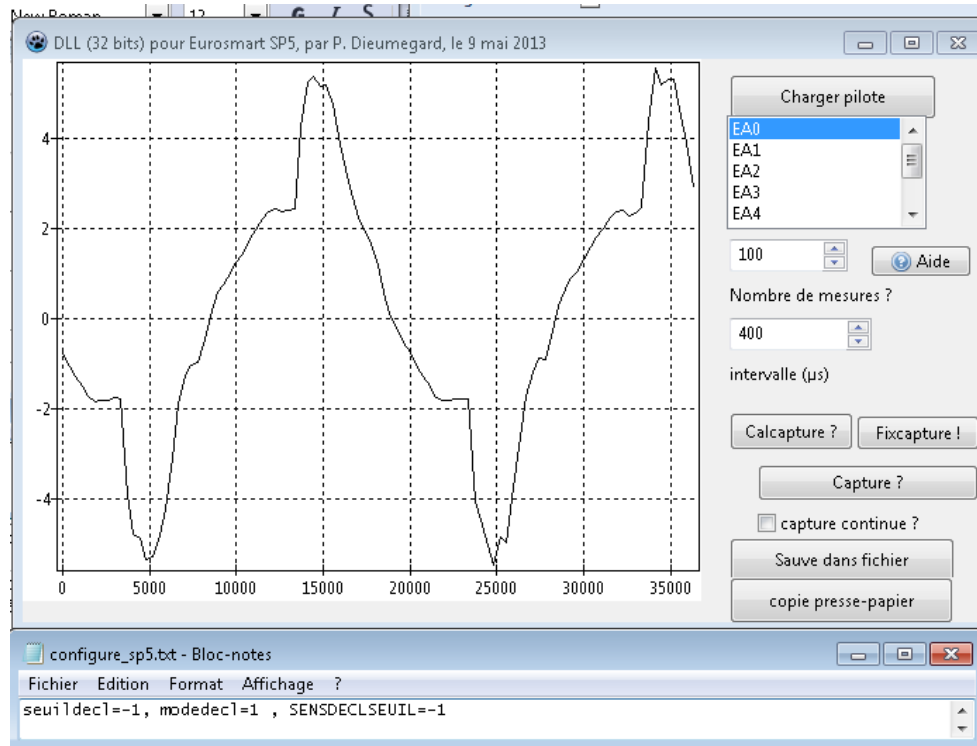 New Roman 12 G I S
DLL (32 bits) pour Eurosmart SP5, par P. Dieumegard, le 9 mai 2013
4
2
0
-2
-4
0 5000 10000 15000 20000 25000 30000 35000
Charger pilote
EA0
EA1
EA2
EA3
EA4
100
Aide
Nombre de mesures ?
400
intervalle (µs)
Calcapture ? Fixcapture !
Capture ?
capture continue ?
Sauve dans fichier
copie presse-papier
configure_sp5.txt - Bloc-notes
Fichier Edition Format Affichage ?
seuildecl=-1, modedecl=1 , SENSDECLSEUIL=-1